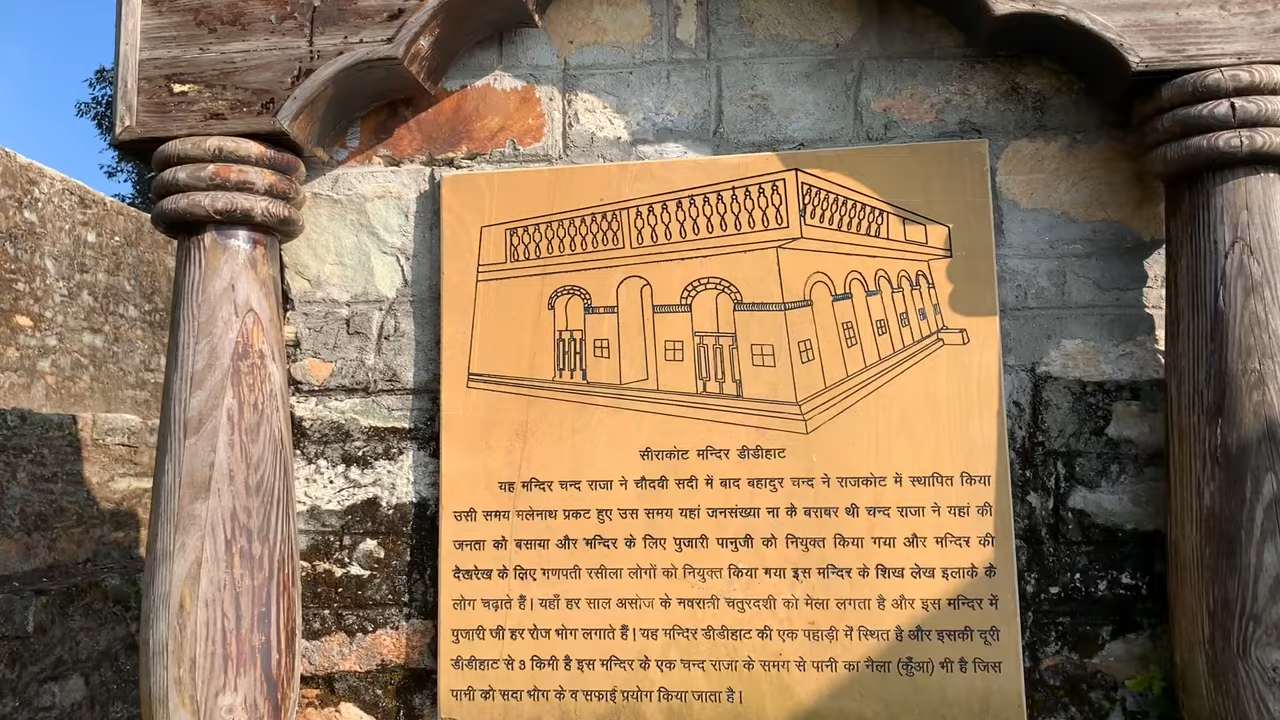 सीराकोट मन्दिर डीडीहाट
यह मन्दिर चन्द राजा ने चौदवी सदी में बाद बहादुर चन्द ने राजकोट में स्थापित किया
उसी समय मलेनाथ प्रकट हुए उस समय यहां जनसंख्या ना के बराबर थी चन्द राजा ने यहां की
जनता को बसाया और मन्दिर के लिए पुजारी पानुजी को नियुक्त किया गया और मन्दिर की
देखरेख के लिए गणपती रसीला लोगों को नियुक्त किया गया इस मन्दिर के शिख लेख इलाके के
लोग चढ़ाते हैं। यहाँ हर साल असोज के नवरात्री चतुरदशी को मेला लगता है और इस मन्दिर में
पुजारी जी हर रोज भोग लगाते हैं। यह मन्दिर डीडीहाट की एक पहाड़ी में स्थित है और इसकी दूरी
डीडीहाट से 3 किमी है इस मन्दिर के एक चन्द राजा के समय से पानी का नैला (कुँआ) भी है जिस
पानी को सदा भोग के व सफाई प्रयोग किया जाता है।